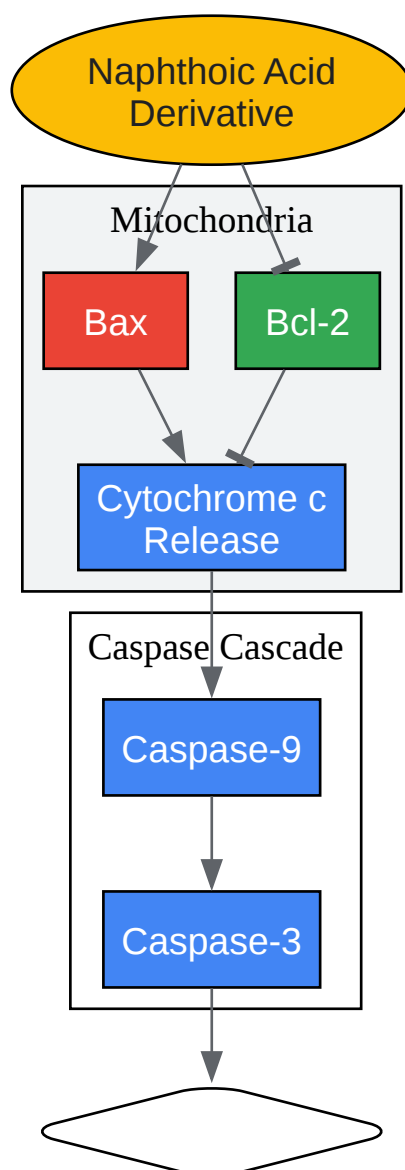 Naphthoic Acid
Derivative
Mitochondria
Bax
Bcl-2
Cytochrome c
Release
Caspase Cascade
Caspase-9
Caspase-3